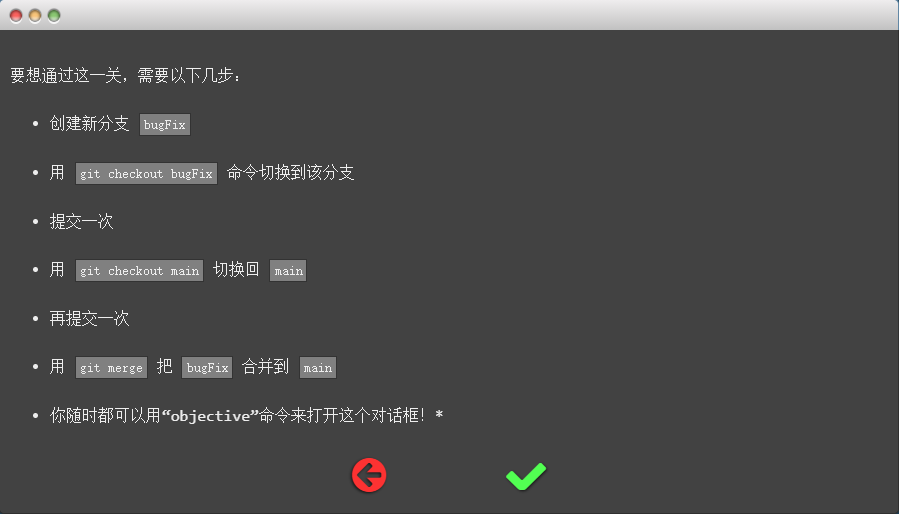 要想通过这一关，需要以下几步：
创建新分支 bugFix
用 git checkout bugFix 命令切换到该分支
提交一次
用 git checkout main 切换回 main
再提交一次
用 git merge 把 bugFix 合并到 main
你随时都可以用“objective”命令来打开这个对话框！*